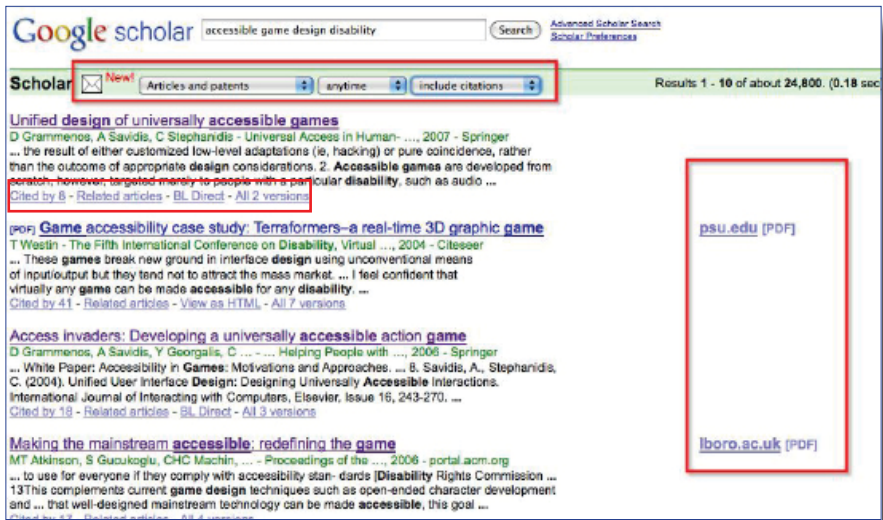 Google scholar accessible game design disability Search Advanced Scholar Search
Scholar Preferences
Scholar New! Articles and patents anytime include citations Results 1 - 10 of about 24,800. (0.18 sec
Unified design of universally accessible games
D Grammenos, A Savidis, C Stephanidis - Universal Access in Human- ..., 2007 - Springer
... the result of either customized low-level adaptations (ie, hacking) or pure coincidence, rather
than the outcome of appropriate design considerations. 2. Accessible games are developed from
scratch, however, targeted merely to people with a particular disability, such as audio ...
Cited by 8 - Related articles - BL Direct - All 2 versions
[PDF] Game accessibility case study: Terraformers–a real-time 3D graphic game
psu.edu [PDF]
T Westin - The Fifth International Conference on Disability, Virtual ..., 2004 - Citeseer
... These games break new ground in interface design using unconventional means
of input/output but they tend not to attract the mass market. ... I feel confident that
virtually any game can be made accessible for any disability. ...
Cited by 41 - Related articles - View as HTML - All 7 versions
Access invaders: Developing a universally accessible action game
D Grammenos, A Savidis, Y Georgalis, C ... - ... Helping People with ..., 2006 - Springer
... White Paper: Accessibility in Games: Motivations and Approaches. ... 8. Savidis, A., Stephanidis,
C. (2004). Unified User Interface Design: Designing Universally Accessible Interactions.
International Journal of Interacting with Computers, Elsevier, Issue 16, 243-270. ...
Cited by 18 - Related articles - BL Direct - All 3 versions
Making the mainstream accessible: redefining the game
lboro.ac.uk [PDF]
MT Atkinson, S Gucukoglu, CHC Machin, ... - Proceedings of the ..., 2006 - portal.acm.org
... to use for everyone if they comply with accessibility stan- dards [Disability Rights Commission ...
13This complements current game design techniques such as open-ended character development
and ... that well-designed mainstream technology can be made accessible, this goal ...
Cited by 17 - Related articles - All 4 versions